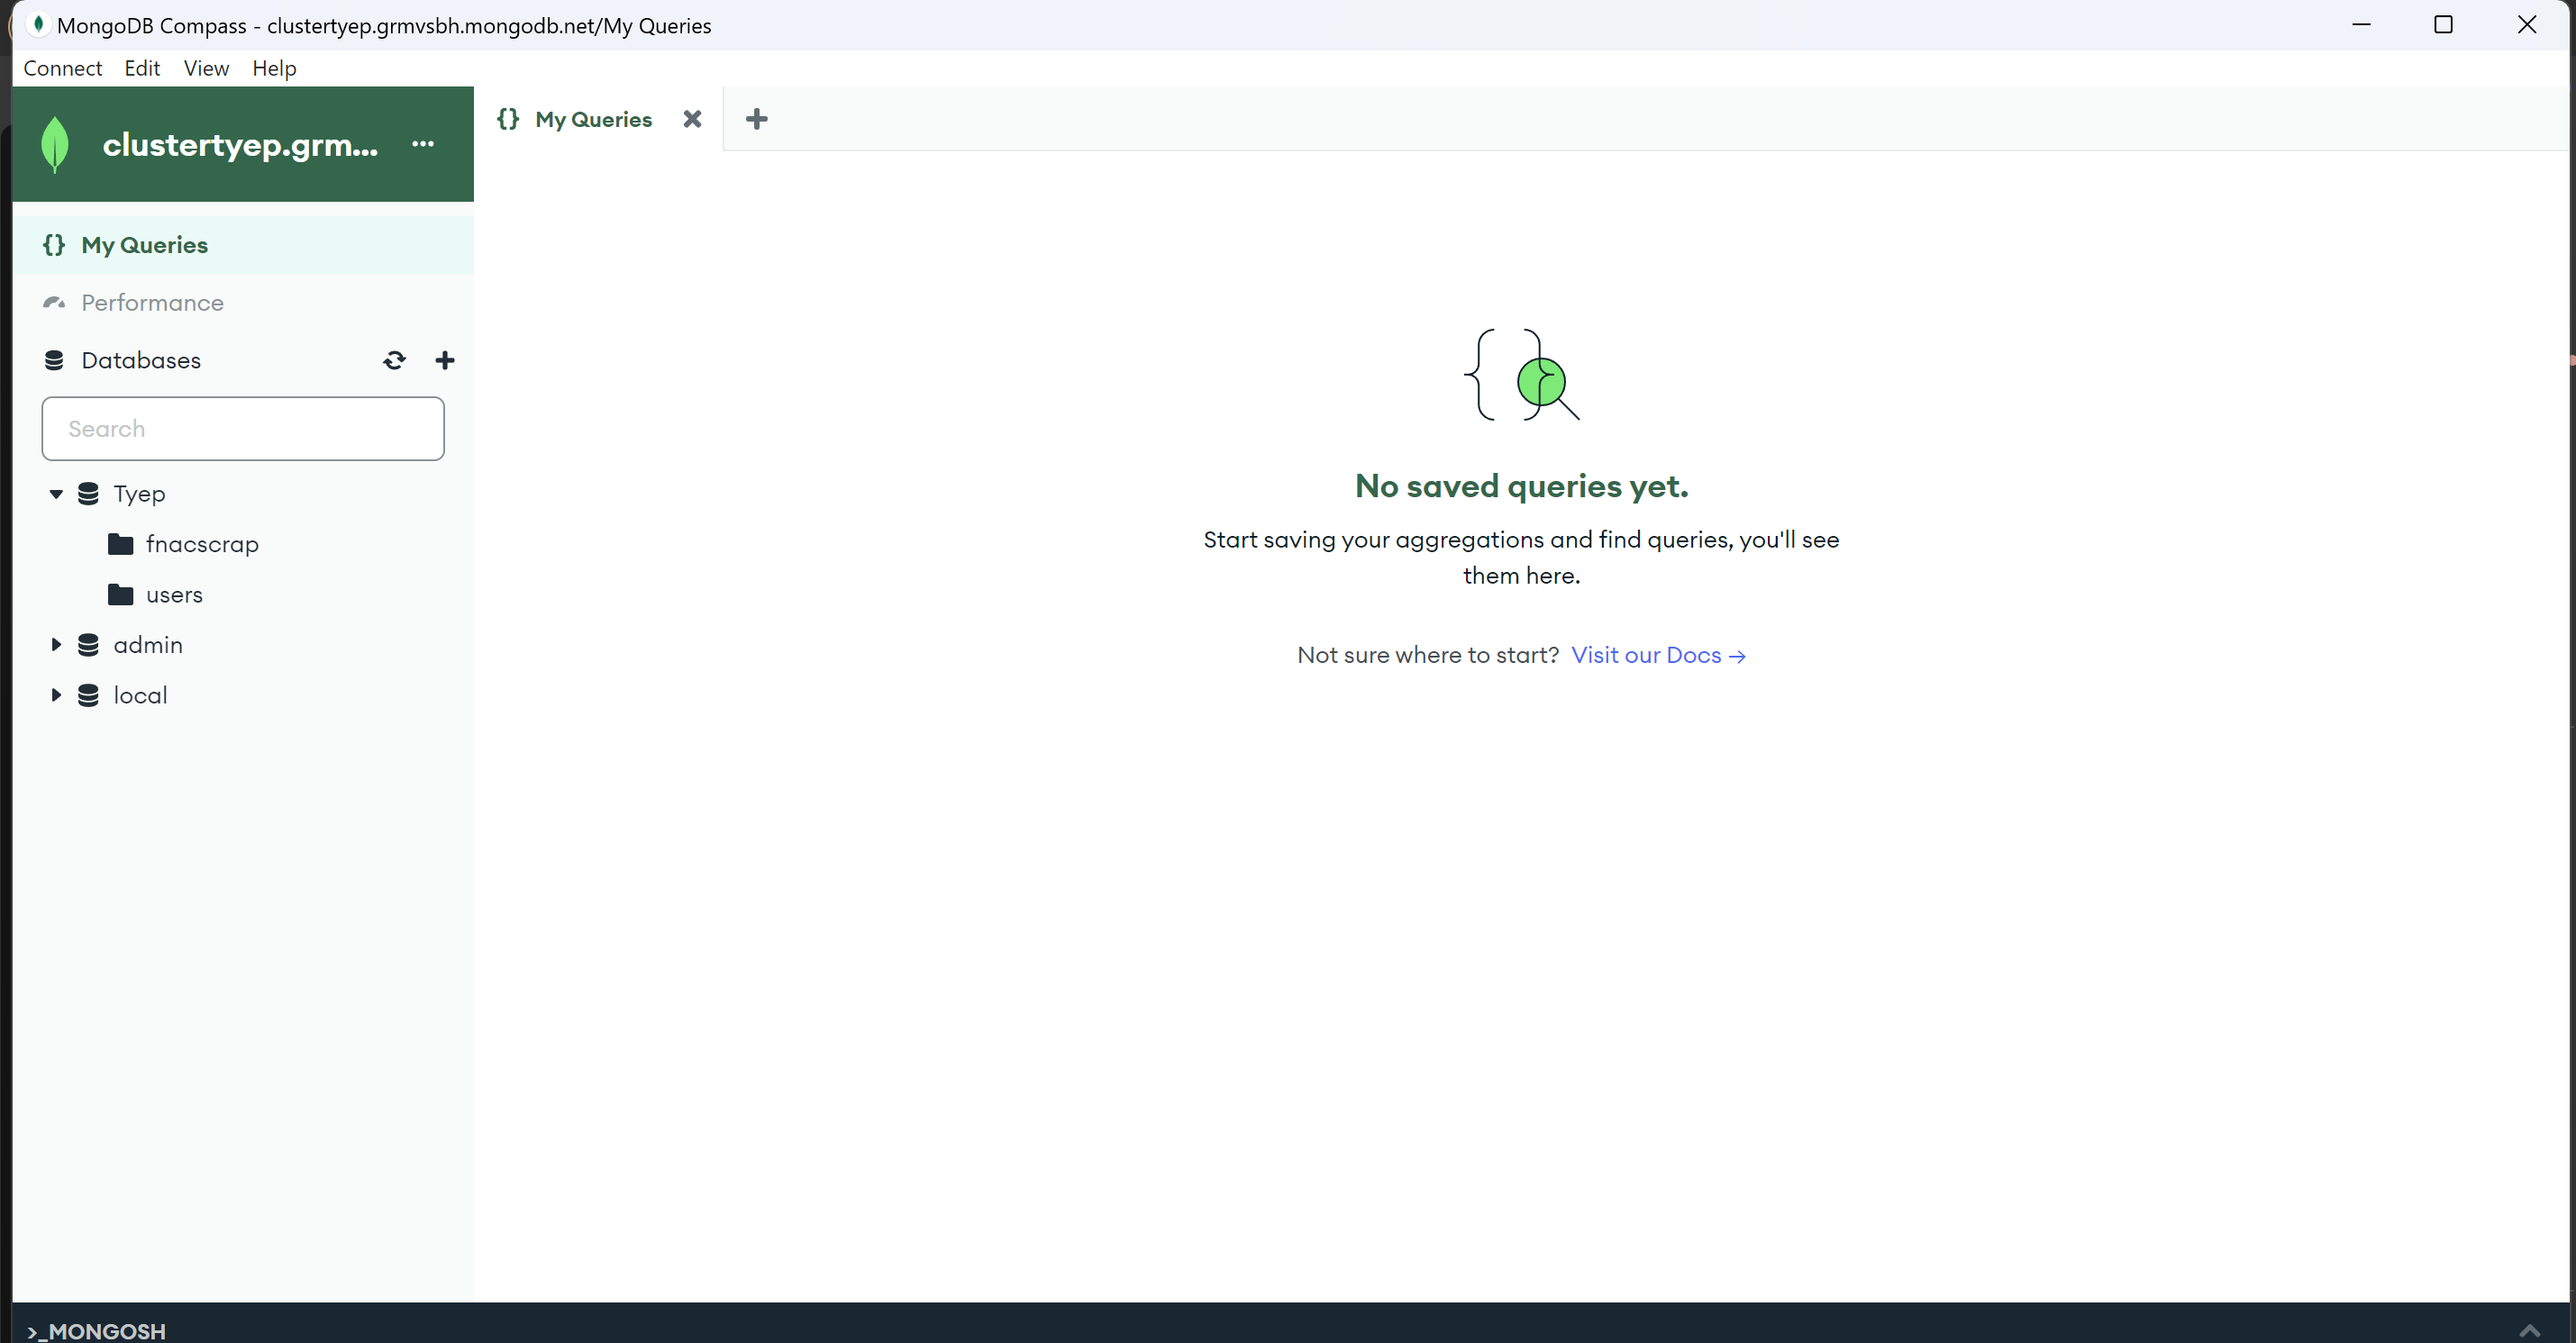 MongoDB Compass - clustertyep.grmvsbh.mongodb.net/My Queries
Connect Edit View Help
clustertyep.grm... ...
My Queries
Performance
Databases
Search
Tyep
fnacscrap
users
admin
local
{} My Queries
No saved queries yet.
Start saving your aggregations and find queries, you'll see
them here.
Not sure where to start? Visit our Docs →
>_MONGOSH